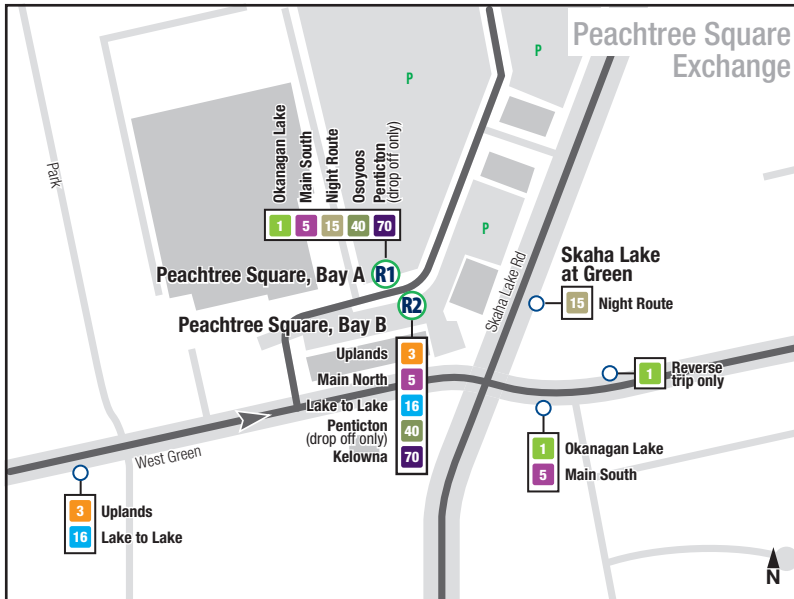 Peachtree Square
Exchange
P
P
P
Park
Okanagan Lake
Main South
Night Route
Osoyoos
Penticton
(drop off only)
1 5 15 40 70
Peachtree Square, Bay A R1
Peachtree Square, Bay B R2
Uplands 3
Main North 5
Lake to Lake 16
Penticton
(drop off only) 40
Kelowna 70
Skaha Lake Rd
Skaha Lake
at Green
15 Night Route
1 Reverse
trip only
1 Okanagan Lake
5 Main South
West Green
3 Uplands
16 Lake to Lake
N